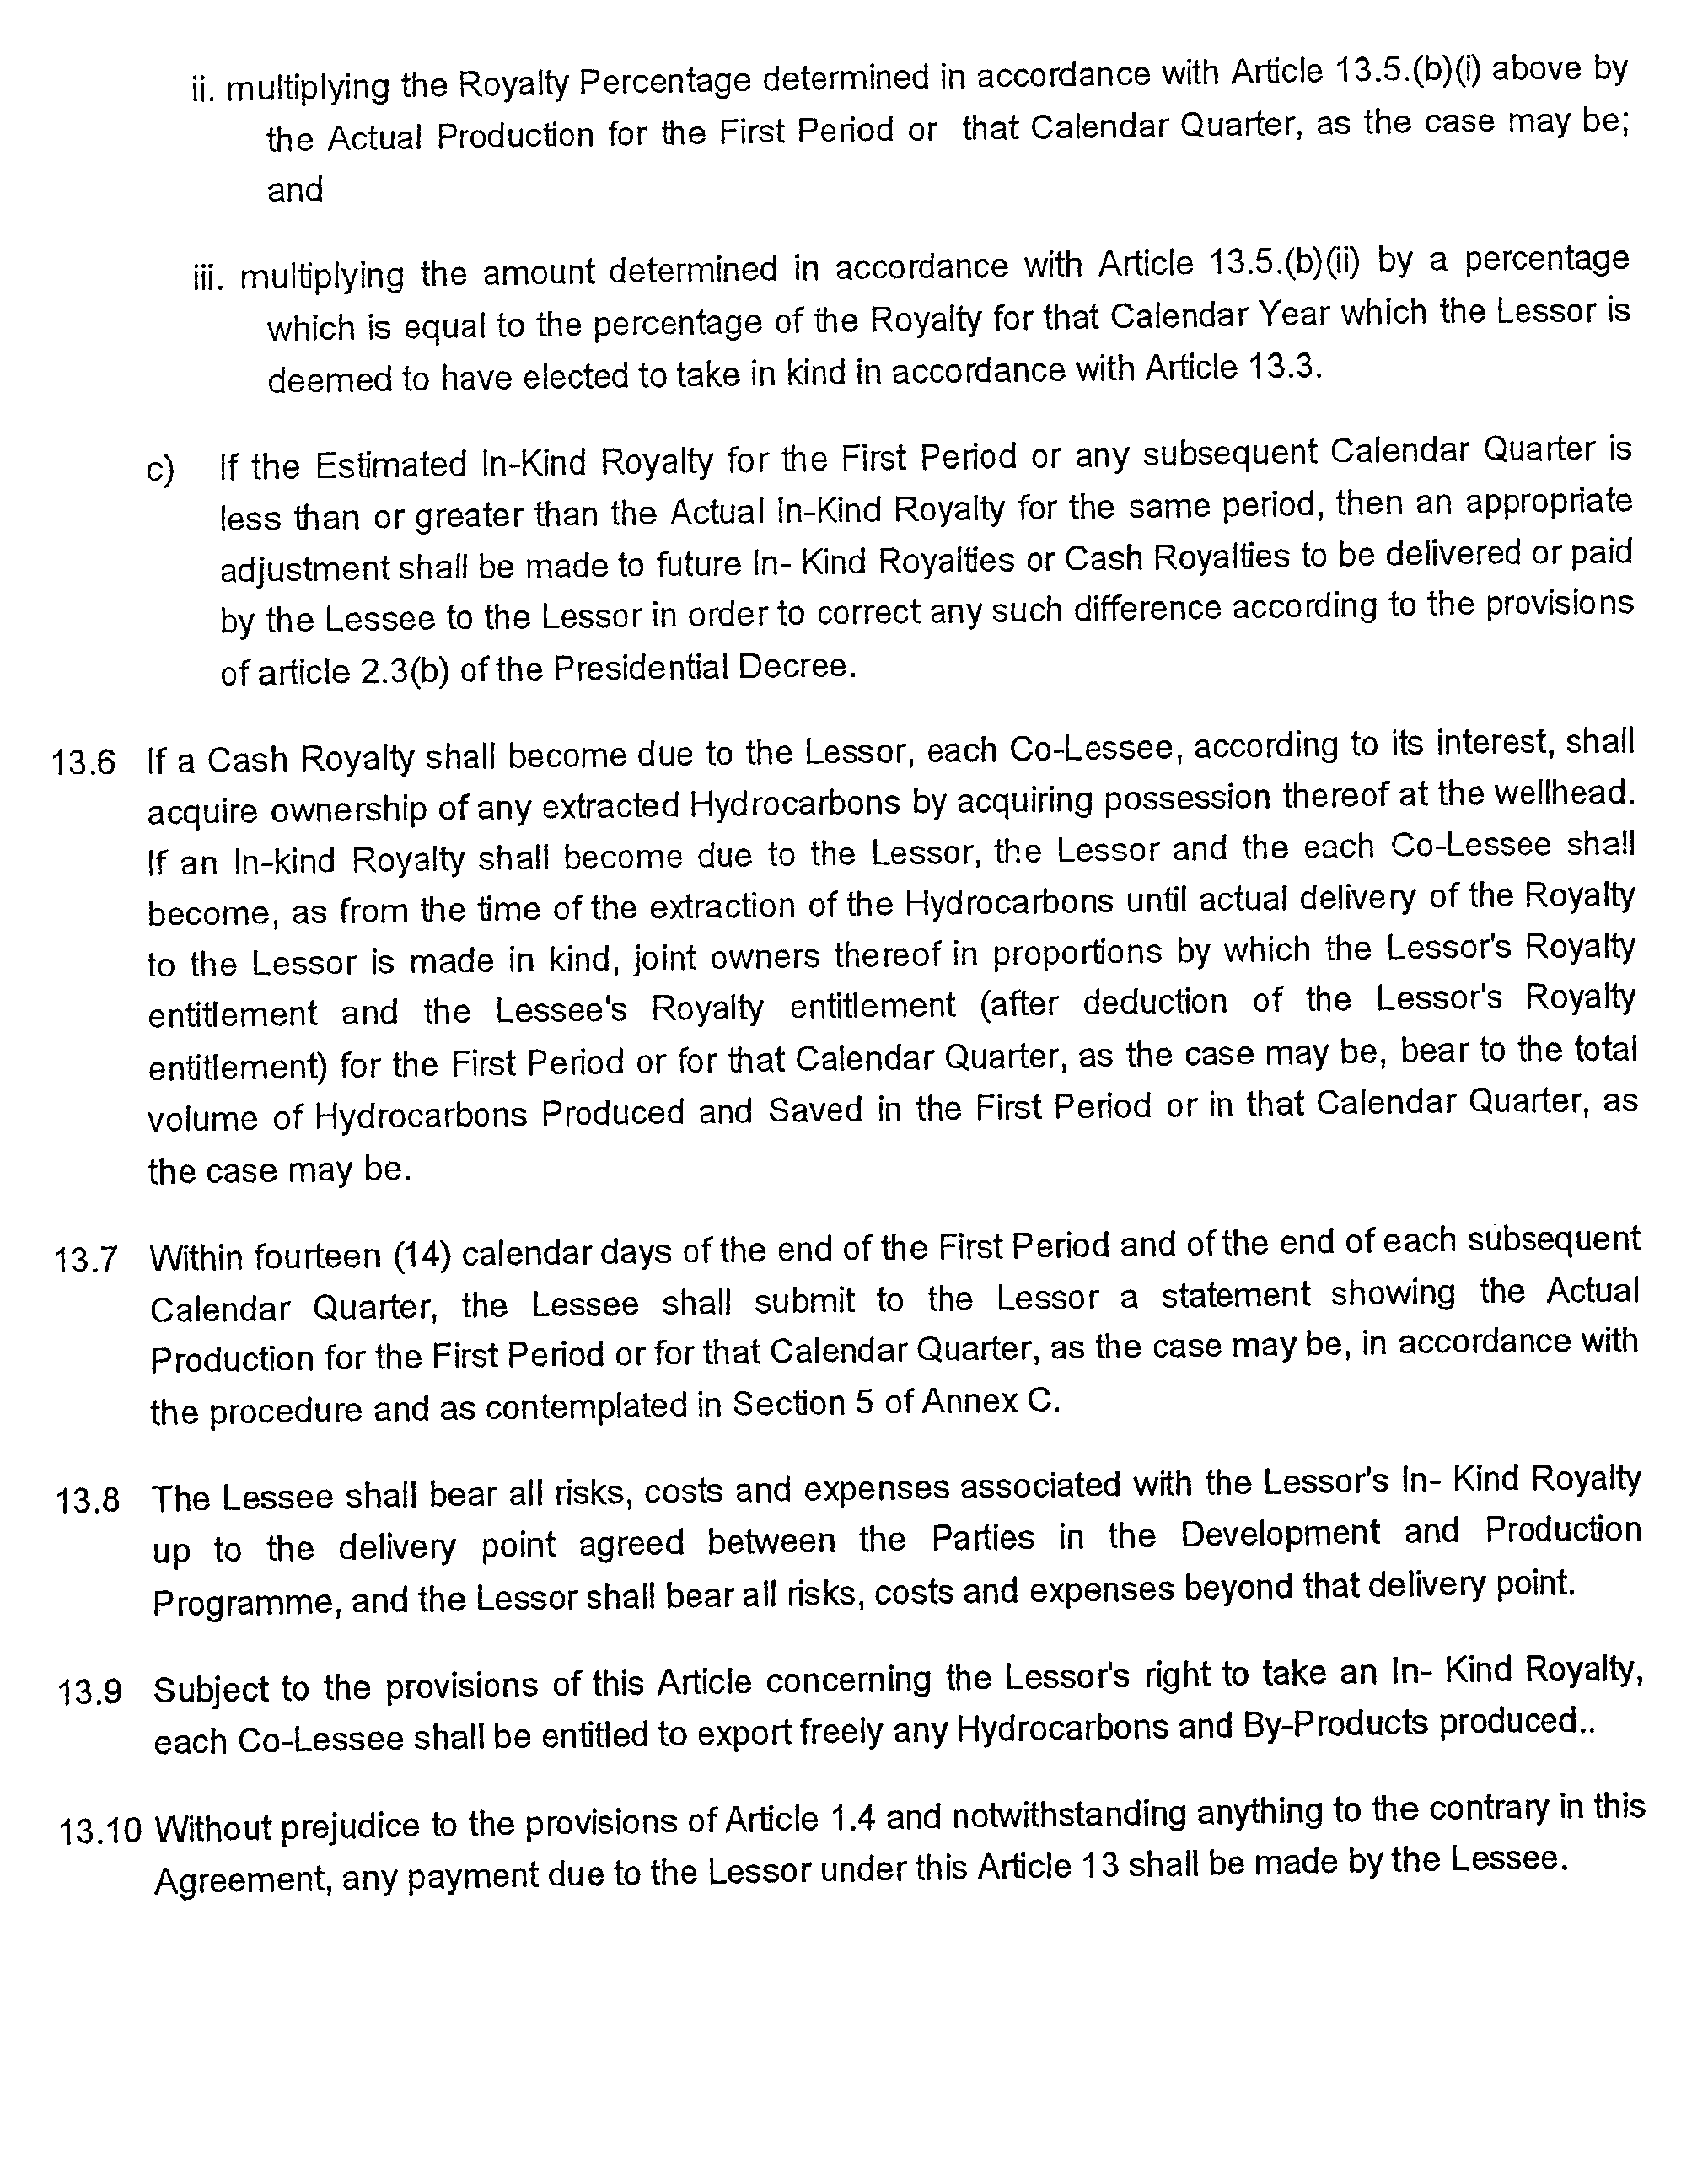 ii. multiplying the Royalty Percentage determined in accordance with Article 13.5.(b)(i) above by
the Actual Production for the First Period or that Calendar Quarter, as the case may be;
and
iii. multiplying the amount determined in accordance with Article 13.5.(b)(ii) by a percentage
which is equal to the percentage of the Royalty for that Calendar Year which the Lessor is
deemed to have elected to take in kind in accordance with Article 13.3.
c) If the Estimated In-Kind Royalty for the First Period or any subsequent Calendar Quarter is
less than or greater than the Actual In-Kind Royalty for the same period, then an appropriate
adjustment shall be made to future In- Kind Royalties or Cash Royalties to be delivered or paid
by the Lessee to the Lessor in order to correct any such difference according to the provisions
of article 2.3(b) of the Presidential Decree.
13.6 If a Cash Royalty shall become due to the Lessor, each Co-Lessee, according to its interest, shall
acquire ownership of any extracted Hydrocarbons by acquiring possession thereof at the wellhead.
If an In-kind Royalty shall become due to the Lessor, the Lessor and the each Co-Lessee shall
become, as from the time of the extraction of the Hydrocarbons until actual delivery of the Royalty
to the Lessor is made in kind, joint owners thereof in proportions by which the Lessor's Royalty
entitlement and the Lessee's Royalty entitlement (after deduction of the Lessor's Royalty
entitlement) for the First Period or for that Calendar Quarter, as the case may be, bear to the total
volume of Hydrocarbons Produced and Saved in the First Period or in that Calendar Quarter, as
the case may be.
13.7 Within fourteen (14) calendar days of the end of the First Period and of the end of each subsequent
Calendar Quarter, the Lessee shall submit to the Lessor a statement showing the Actual
Production for the First Period or for that Calendar Quarter, as the case may be, in accordance with
the procedure and as contemplated in Section 5 of Annex C.
13.8 The Lessee shall bear all risks, costs and expenses associated with the Lessor's In- Kind Royalty
up to the delivery point agreed between the Parties in the Development and Production
Programme, and the Lessor shall bear all risks, costs and expenses beyond that delivery point.
13.9 Subject to the provisions of this Article concerning the Lessor's right to take an In- Kind Royalty,
each Co-Lessee shall be entitled to export freely any Hydrocarbons and By-Products produced..
13.10 Without prejudice to the provisions of Article 1.4 and notwithstanding anything to the contrary in this
Agreement, any payment due to the Lessor under this Article 13 shall be made by the Lessee.